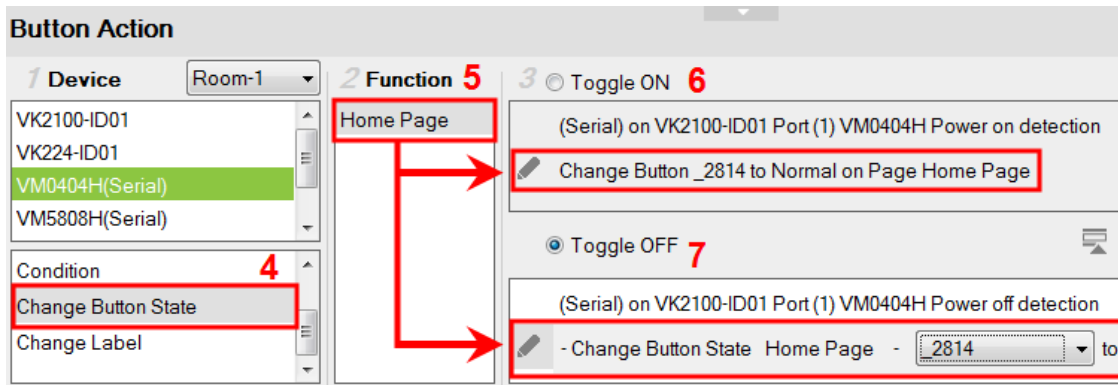 Button Action
1 Device Room-1
2 Function 5
3 Toggle ON 6
VK2100-ID01
VK224-ID01
VM0404H(Serial)
VM5808H(Serial)
Home Page
(Serial) on VK2100-ID01 Port (1) VM0404H Power on detection
Change Button _2814 to Normal on Page Home Page
Toggle OFF 7
Condition 4
Change Button State
Change Label
(Serial) on VK2100-ID01 Port (1) VM0404H Power off detection
- Change Button State Home Page - _2814 to